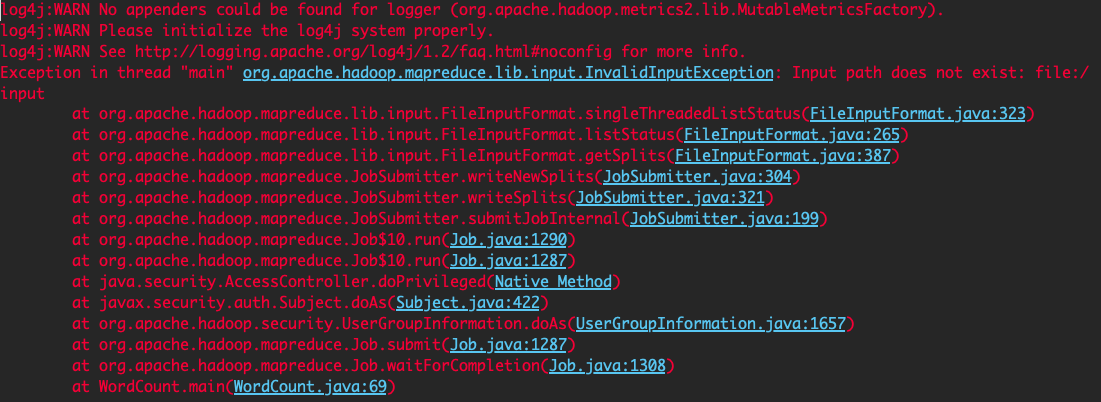 log4j:WARN No appenders could be found for logger (org.apache.hadoop.metrics2.lib.MutableMetricsFactory).
log4j:WARN Please initialize the log4j system properly.
log4j:WARN See http://logging.apache.org/log4j/1.2/faq.html#noconfig for more info.
Exception in thread "main" org.apache.hadoop.mapreduce.lib.input.InvalidInputException: Input path does not exist: file:/
input
at org.apache.hadoop.mapreduce.lib.input.FileInputFormat.singleThreadedListStatus(FileInputFormat.java:323)
at org.apache.hadoop.mapreduce.lib.input.FileInputFormat.listStatus(FileInputFormat.java:265)
at org.apache.hadoop.mapreduce.lib.input.FileInputFormat.getSplits(FileInputFormat.java:387)
at org.apache.hadoop.mapreduce.JobSubmitter.writeNewSplits(JobSubmitter.java:304)
at org.apache.hadoop.mapreduce.JobSubmitter.writeSplits(JobSubmitter.java:321)
at org.apache.hadoop.mapreduce.JobSubmitter.submitJobInternal(JobSubmitter.java:199)
at org.apache.hadoop.mapreduce.Job$10.run(Job.java:1290)
at org.apache.hadoop.mapreduce.Job$10.run(Job.java:1287)
at java.security.AccessController.doPrivileged(Native Method)
at javax.security.auth.Subject.doAs(Subject.java:422)
at org.apache.hadoop.security.UserGroupInformation.doAs(UserGroupInformation.java:1657)
at org.apache.hadoop.mapreduce.Job.submit(Job.java:1287)
at org.apache.hadoop.mapreduce.Job.waitForCompletion(Job.java:1308)
at WordCount.main(WordCount.java:69)